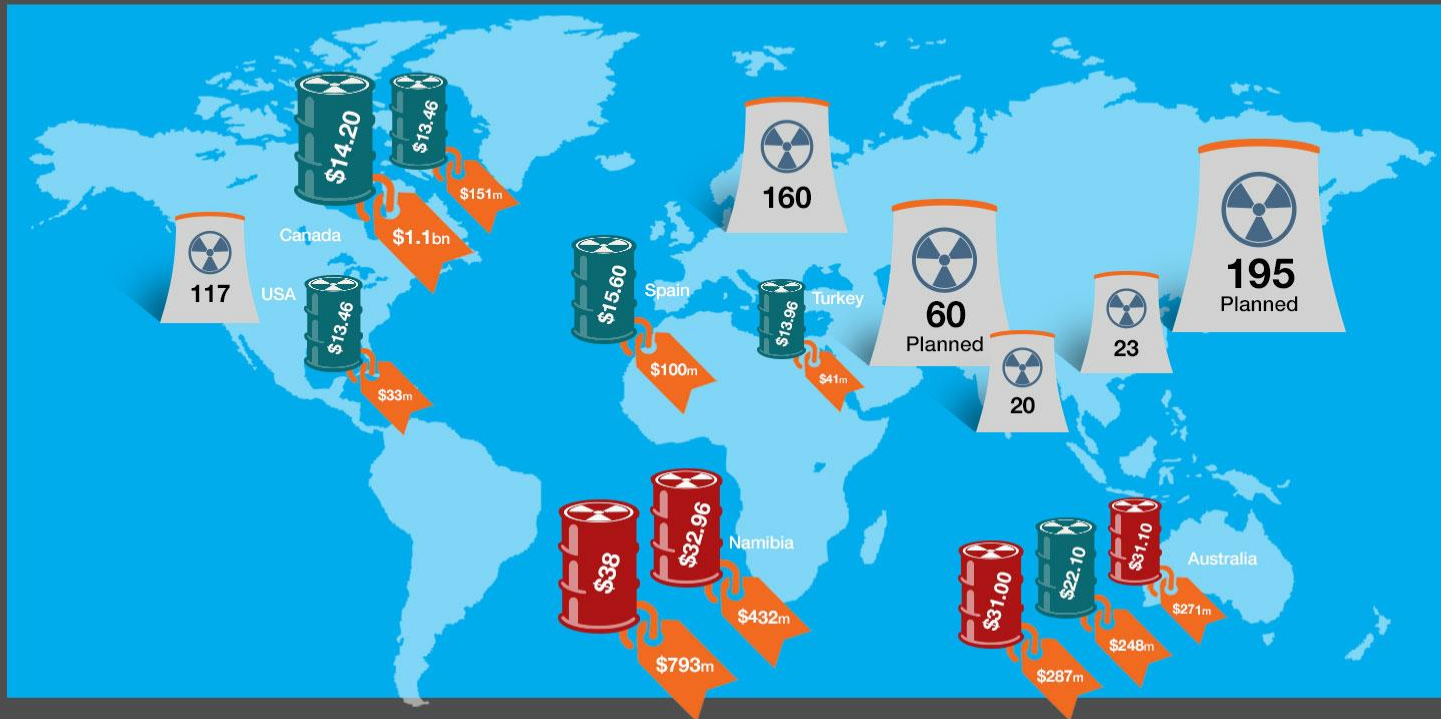 $14.20
$13.46
$151m
Canada
$1.1bn
117
USA
$13.46
$33m
160
$15.60
Spain
$100m
$13.96
Turkey
$41m
60
Planned
20
23
195
Planned
$38
$32.96
Namibia
$432m
$793m
$31.00
$22.10
$31.10
Australia
$271m
$248m
$287m